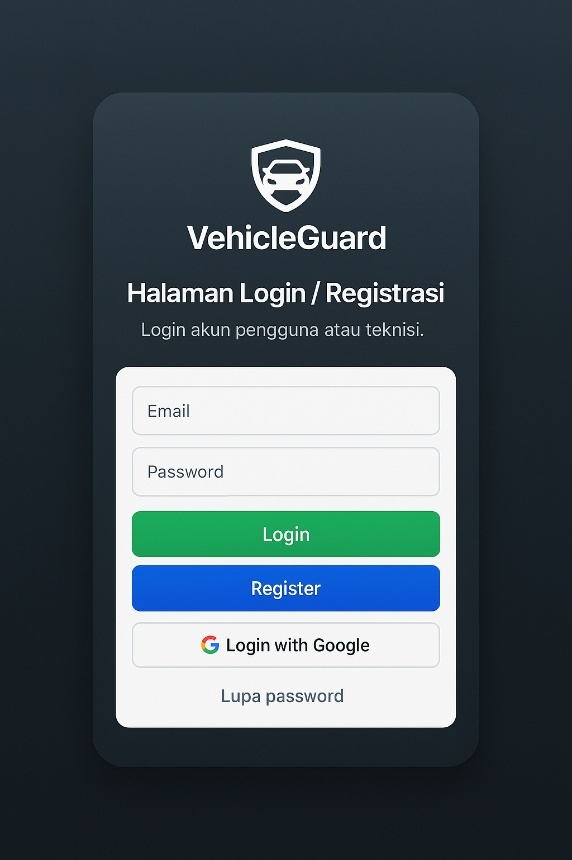 VehicleGuard
Halaman Login / Registrasi
Login akun pengguna atau teknisi.
Email
Password
Login
Register
Login with Google
Lupa password